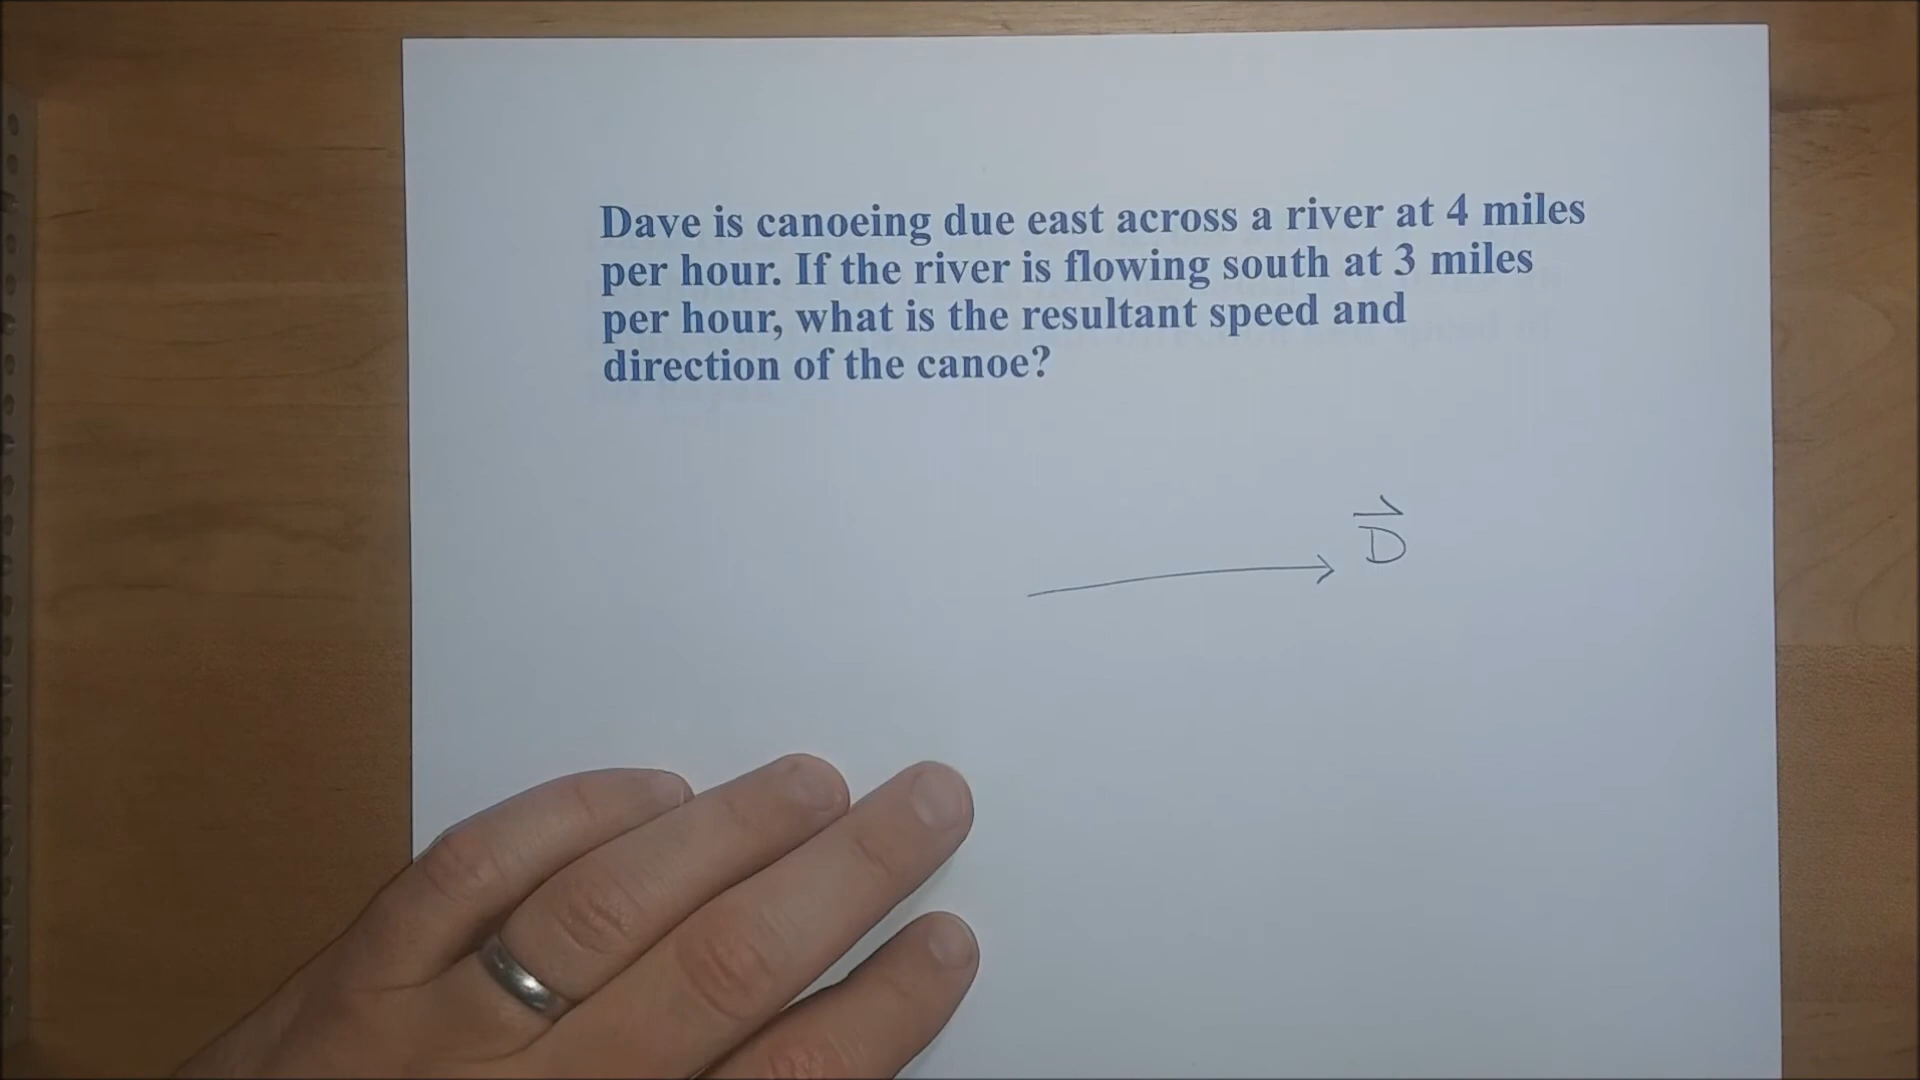 Dave is canoeing due east across a river at 4 miles
per hour. If the river is flowing south at 3 miles
per hour, what is the resultant speed and
direction of the canoe?
D